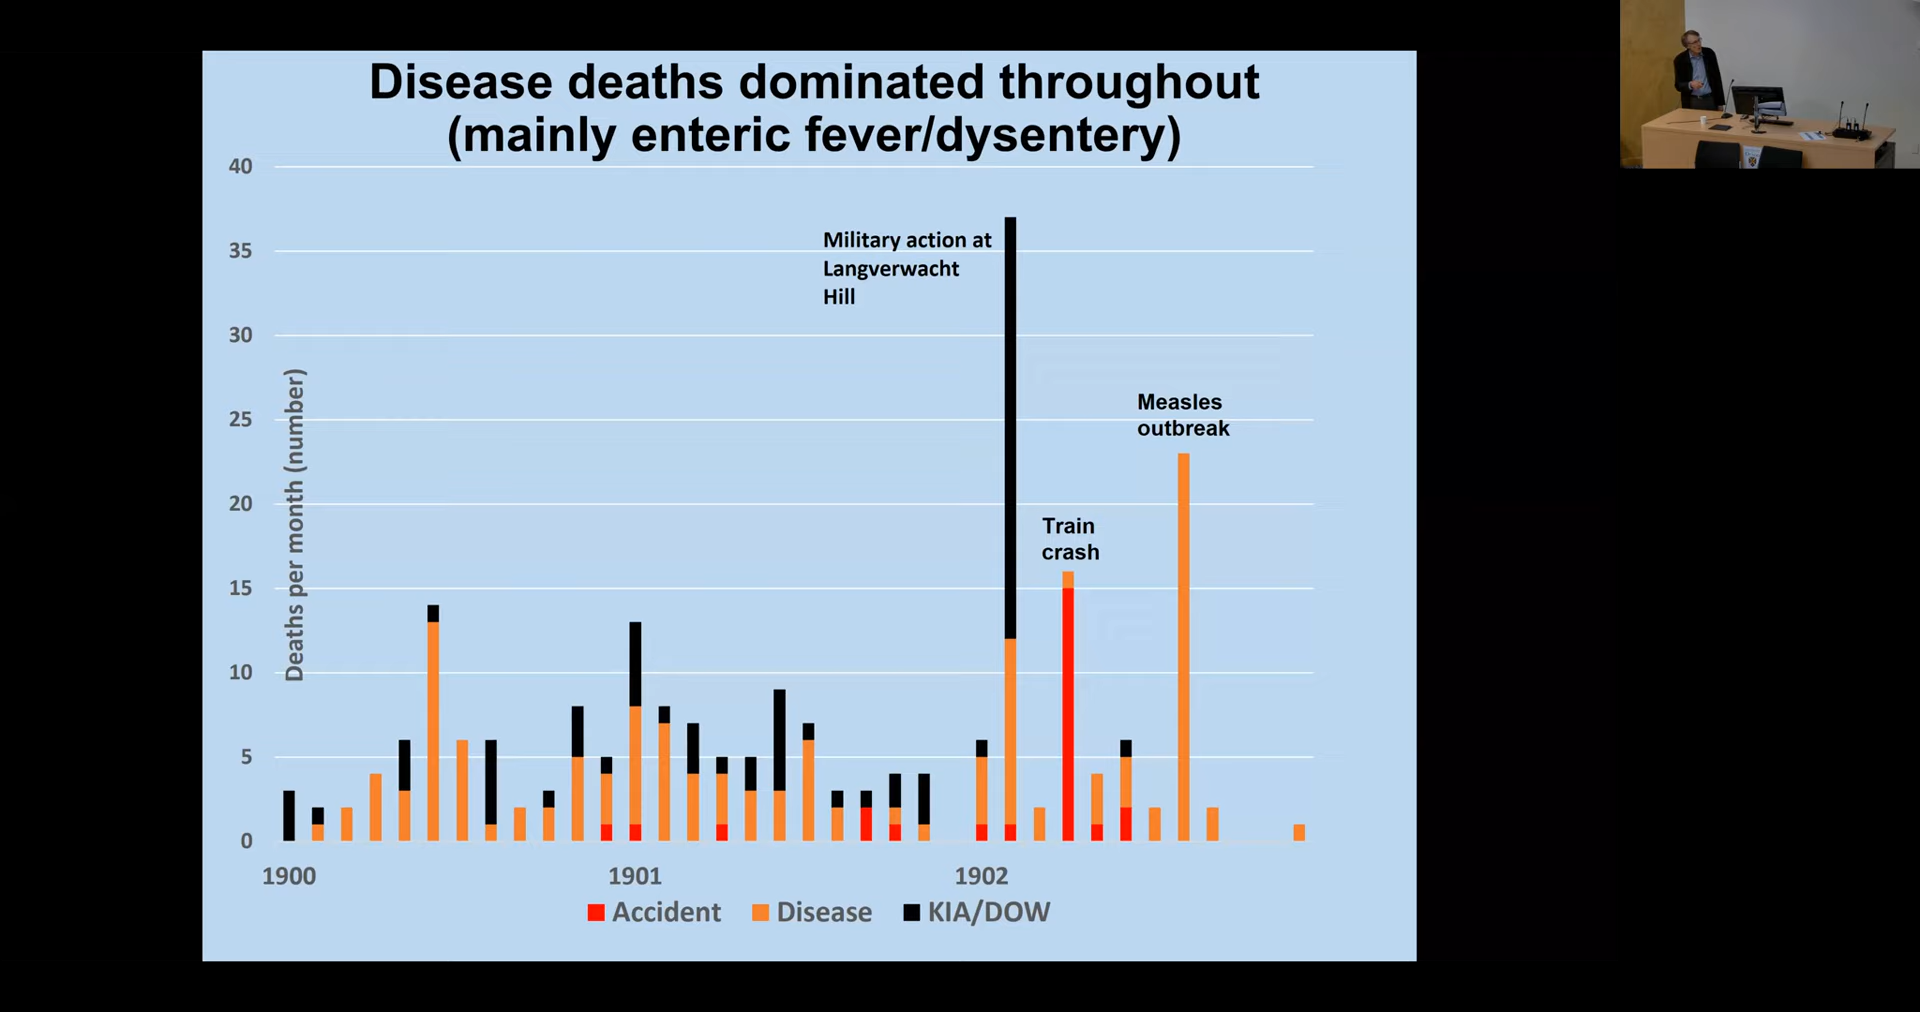 Disease deaths dominated throughout
(mainly enteric fever/dysentery)
40
35
30
25
20
15
10
5
0
Deaths per month (number)
Military action at
Langverwacht
Hill
Measles
outbreak
Train
crash
1900
1901
1902
Accident
Disease
KIA/DOW